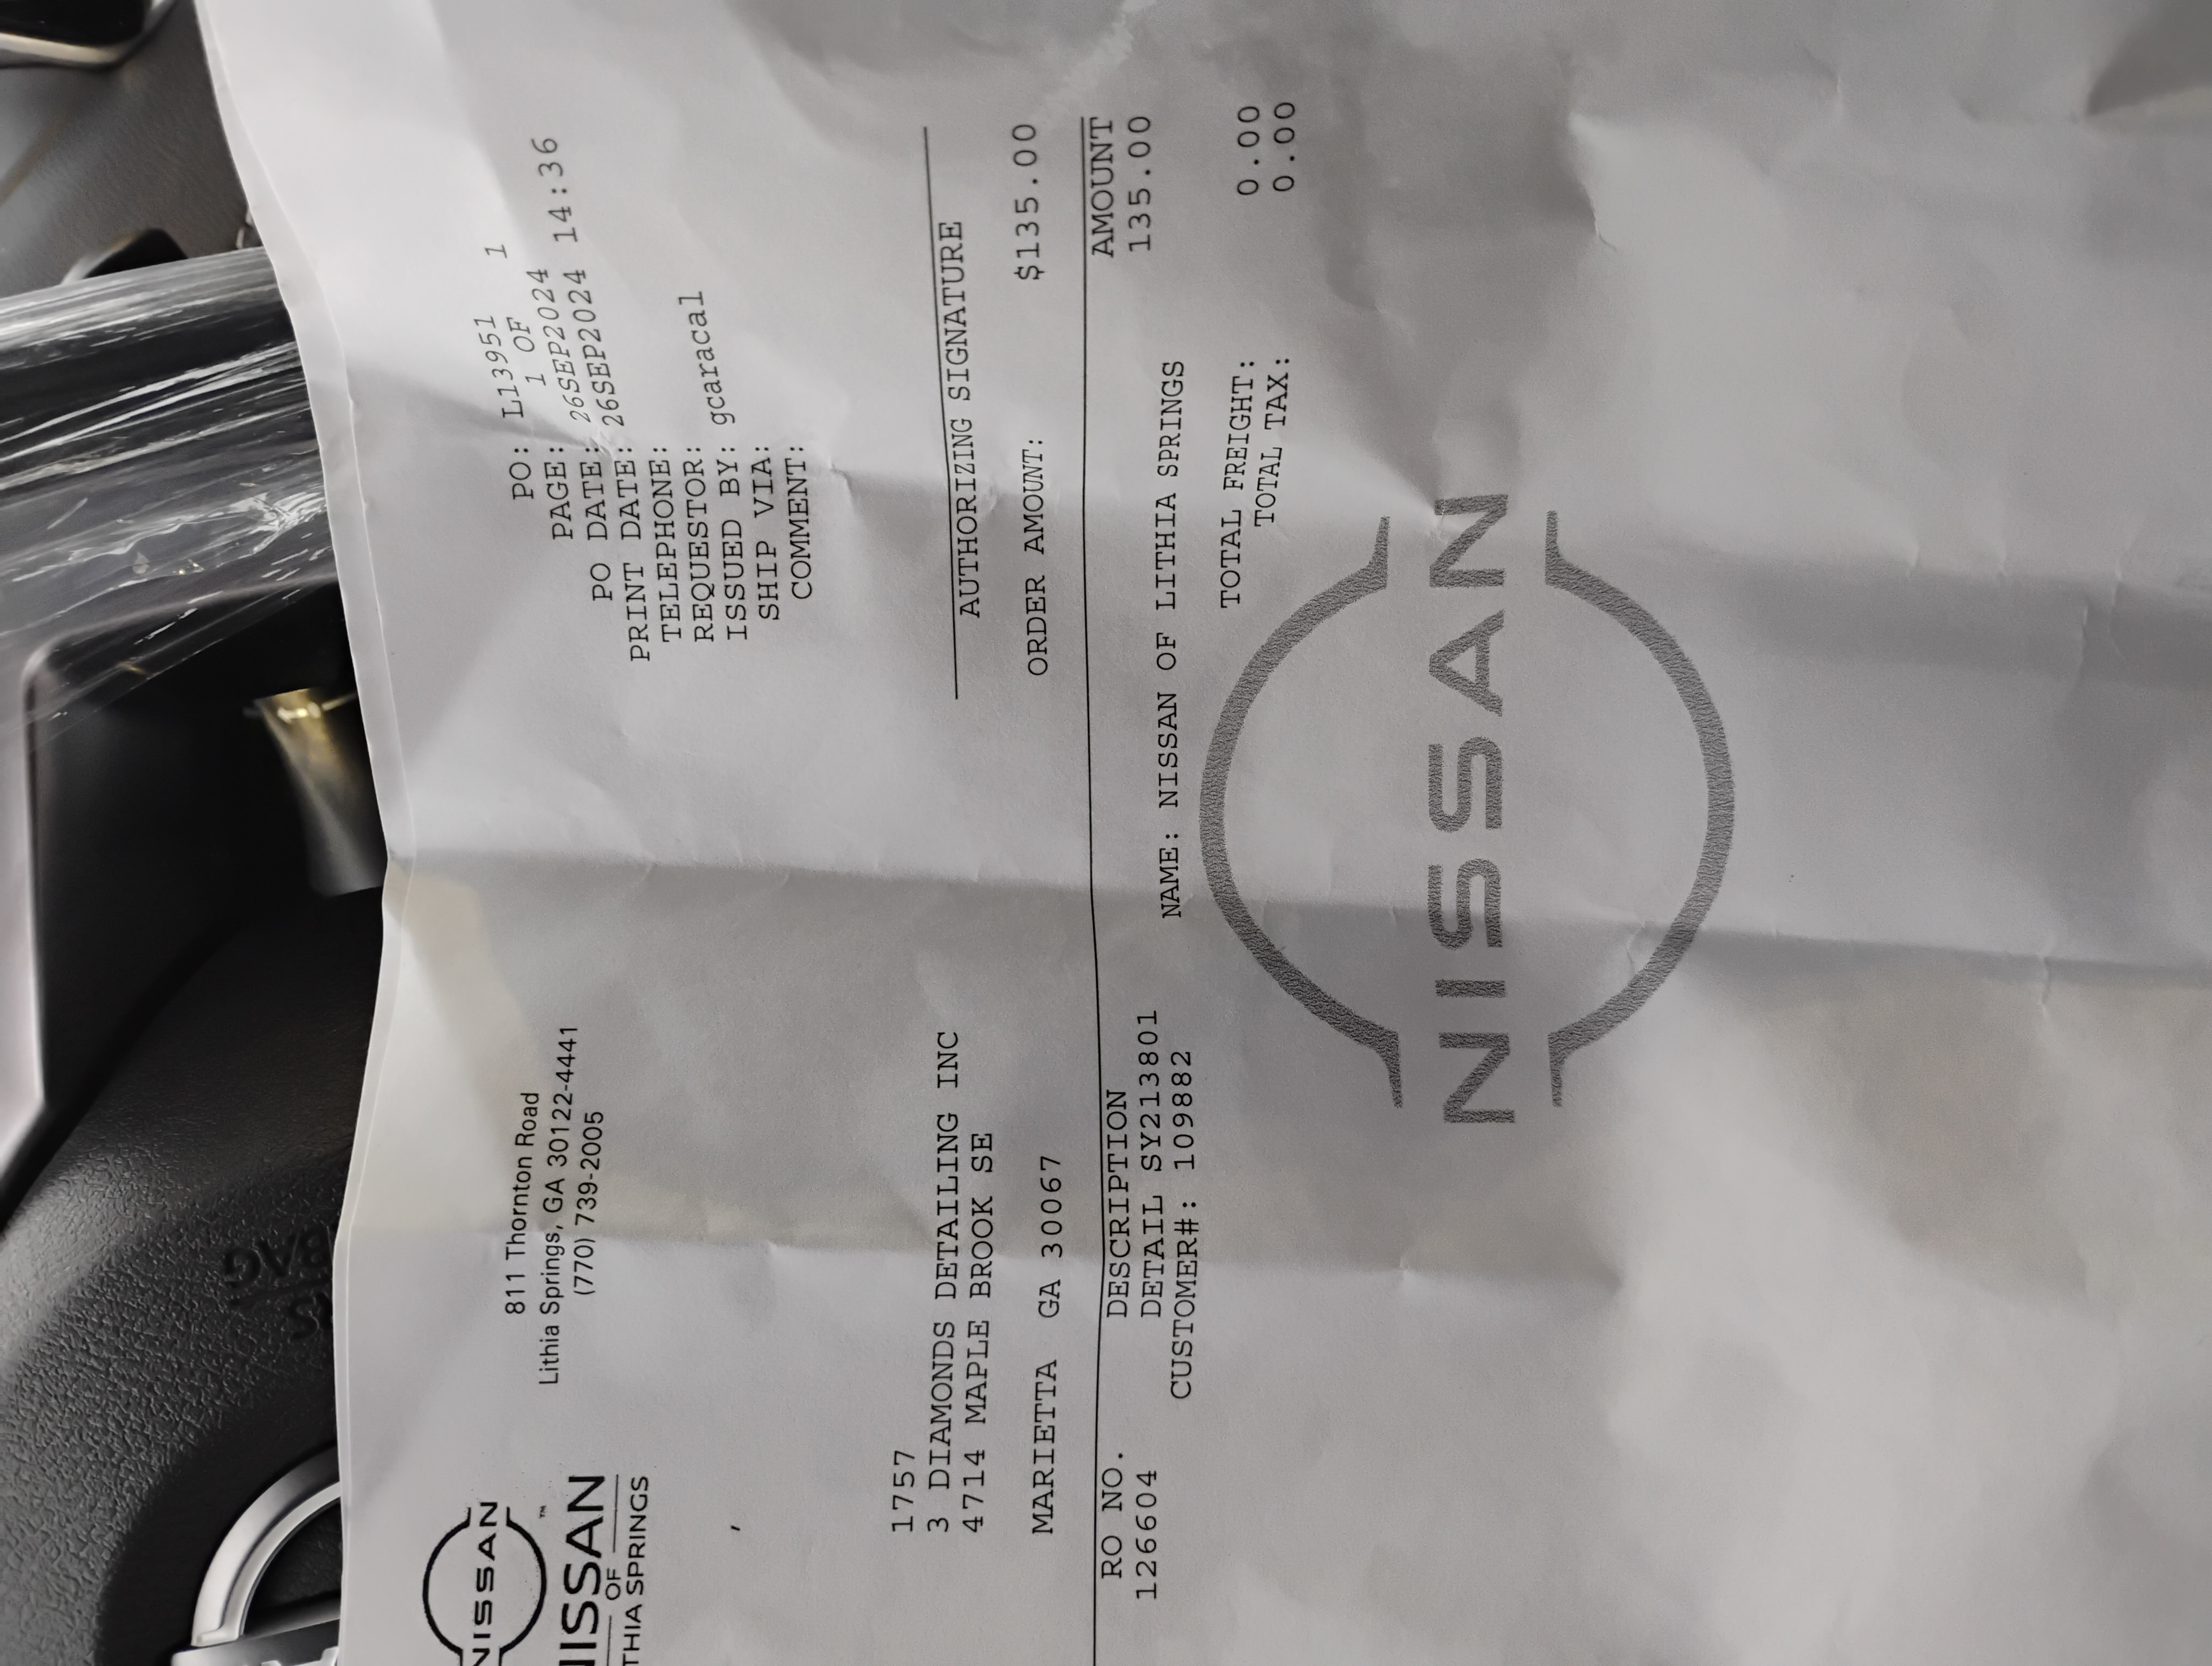 NISSAN
NISSAN
OF
THIA SPRINGS
811 Thornton Road
Lithia Springs, GA 30122-4441
(770) 739-2005
PO: L13951 1
PAGE: 1 OF
PO DATE: 26SEP2024
PRINT DATE: 26SEP2024 14:36
TELEPHONE:
REQUESTOR:
ISSUED BY: gcaracal
SHIP VIA:
COMMENT:
1757
3 DIAMONDS DETAILING INC
4714 MAPLE BROOK SE
MARIETTA GA 30067
AUTHORIZING SIGNATURE
ORDER AMOUNT: $135.00
RO NO. DESCRIPTION AMOUNT
126604 DETAIL SY213801 135.00
CUSTOMER#: 109882 NAME: NISSAN OF LITHIA SPRINGS
TOTAL FREIGHT: 0.00
TOTAL TAX: 0.00
NISSAN